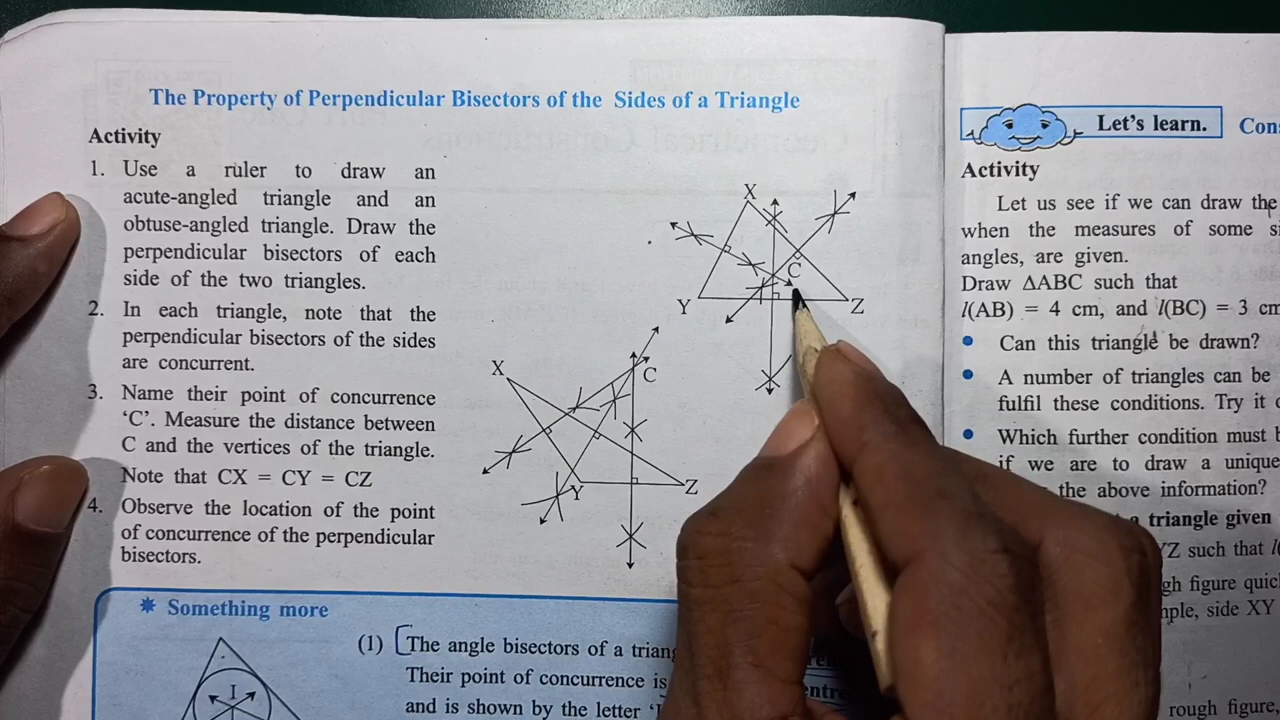 The Property of Perpendicular Bisectors of the Sides of a Triangle
Activity
1. Use a ruler to draw an
acute-angled triangle and an
obtuse-angled triangle. Draw the
perpendicular bisectors of each
side of the two triangles.
2. In each triangle, note that the
perpendicular bisectors of the sides
are concurrent.
3. Name their point of concurrence
'C'. Measure the distance between
C and the vertices of the triangle.
Note that CX = CY = CZ
4. Observe the location of the point
of concurrence of the perpendicular
bisectors.
X
C
Y
Z
X
C
Y
Z
* Something more
I
(1) The angle bisectors of a
Their point of concurrence is
and is shown by the letter
Let's learn.
Activity
Let us see if we can draw the
when the measures of some
angles, are given.
Draw ΔABC such that
l(AB) = 4 cm, and l(BC) = 3 cm
• Can this triangle be drawn?
• A number of triangles can be
fulfil these conditions. Try it
• Which further condition must
if we are to draw a unique
the above information?
a triangle given
such that
figure
side XY
rough figure,